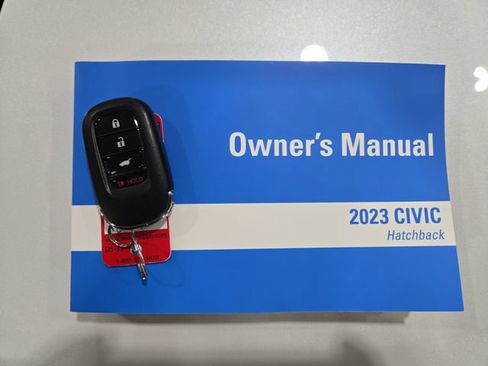 Owner's Manual
2023 CIVIC
Hatchback
HOLD